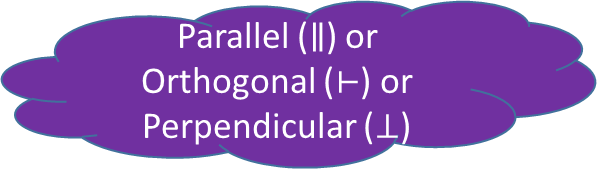 Parallel (∥) or
Orthogonal (⊢) or
Perpendicular (⊥)